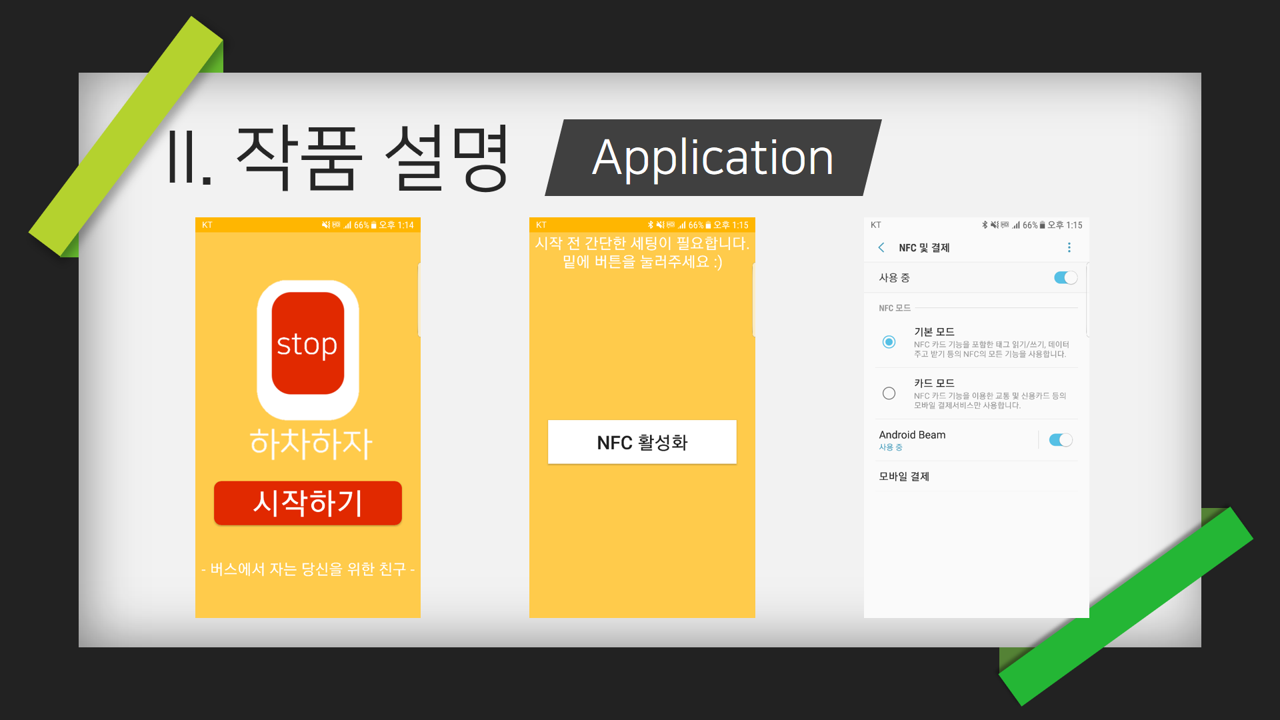 II. 작품 설명
Application
KT
66% 오후 1:14
stop
하차하자
시작하기
- 버스에서 자는 당신을 위한 친구 -
KT
66% 오후 1:15
시작 전 간단한 세팅이 필요합니다.
밑에 버튼을 눌러주세요 :)
NFC 활성화
KT
66% 오후 1:15
NFC 및 결제
사용 중
NFC 모드
기본 모드
NFC 카드 기능을 포함한 태그 읽기/쓰기, 데이터
주고 받기 등의 NFC의 모든 기능을 사용합니다.
카드 모드
NFC 카드 기능을 이용한 교통 및 신용카드 등의
모바일 결제서비스만 사용합니다.
Android Beam
사용 중
모바일 결제